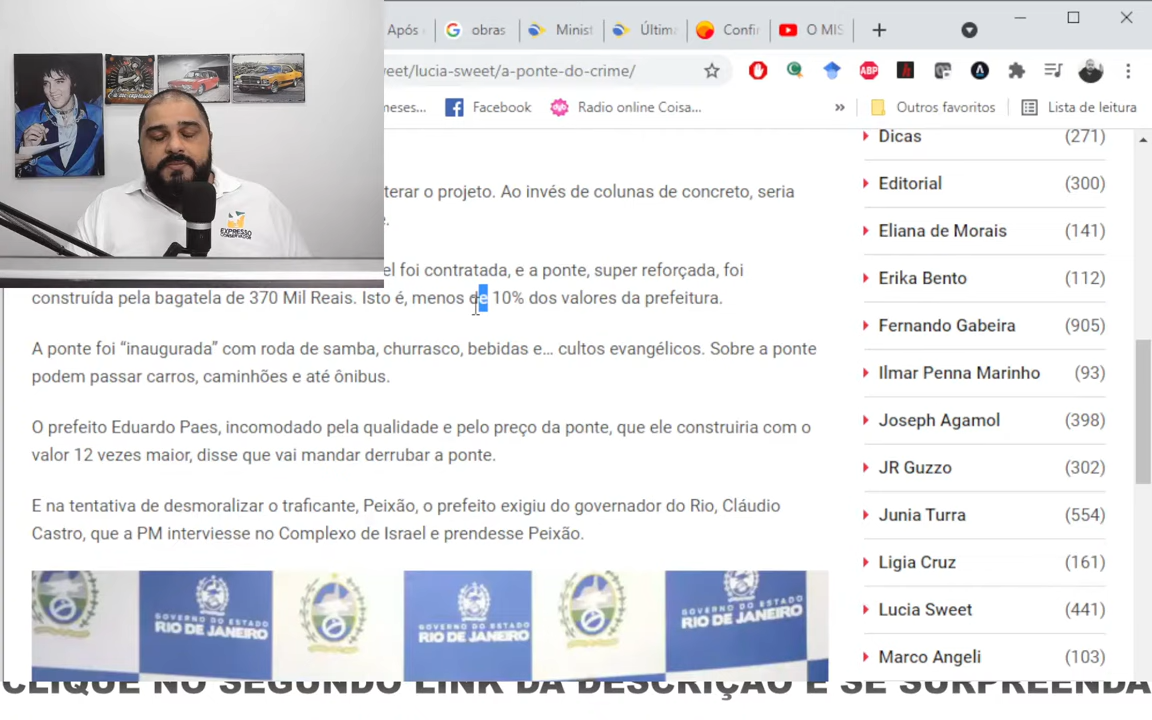 Após
obras
Minist
Últim
Confir
O MIS
weet/lucia-sweet/a-ponte-do-crime/
ABP
meses...
Facebook
Radio online Coisa...
»
Outros favoritos
Lista de leitura
EXPRESSO
CONSERVADOR
terar o projeto. Ao invés de colunas de concreto, seria
e.
el foi contratada, e a ponte, super reforçada, foi
construída pela bagatela de 370 Mil Reais. Isto é, menos de 10% dos valores da prefeitura.
A ponte foi “inaugurada” com roda de samba, churrasco, bebidas e... cultos evangélicos. Sobre a ponte
podem passar carros, caminhões e até ônibus.
O prefeito Eduardo Paes, incomodado pela qualidade e pelo preço da ponte, que ele construiria com o
valor 12 vezes maior, disse que vai mandar derrubar a ponte.
E na tentativa de desmoralizar o traficante, Peixão, o prefeito exigiu do governador do Rio, Cláudio
Castro, que a PM interviesse no Complexo de Israel e prendesse Peixão.
GOVERNO DO ESTADO
RIO DE JANEIRO
GOVERNO DO ESTADO
RIO DE JANEIRO
GOVERNO DO ESTADO
RIO DE JANEIRO
Dicas (271)
Editorial (300)
Eliana de Morais (141)
Erika Bento (112)
Fernando Gabeira (905)
Ilmar Penna Marinho (93)
Joseph Agamol (398)
JR Guzzo (302)
Junia Turra (554)
Ligia Cruz (161)
Lucia Sweet (441)
Marco Angeli (103)
CLIQUE NO SEGUNDO LINK DA DESCRIÇÃO E SE SURPREENDA